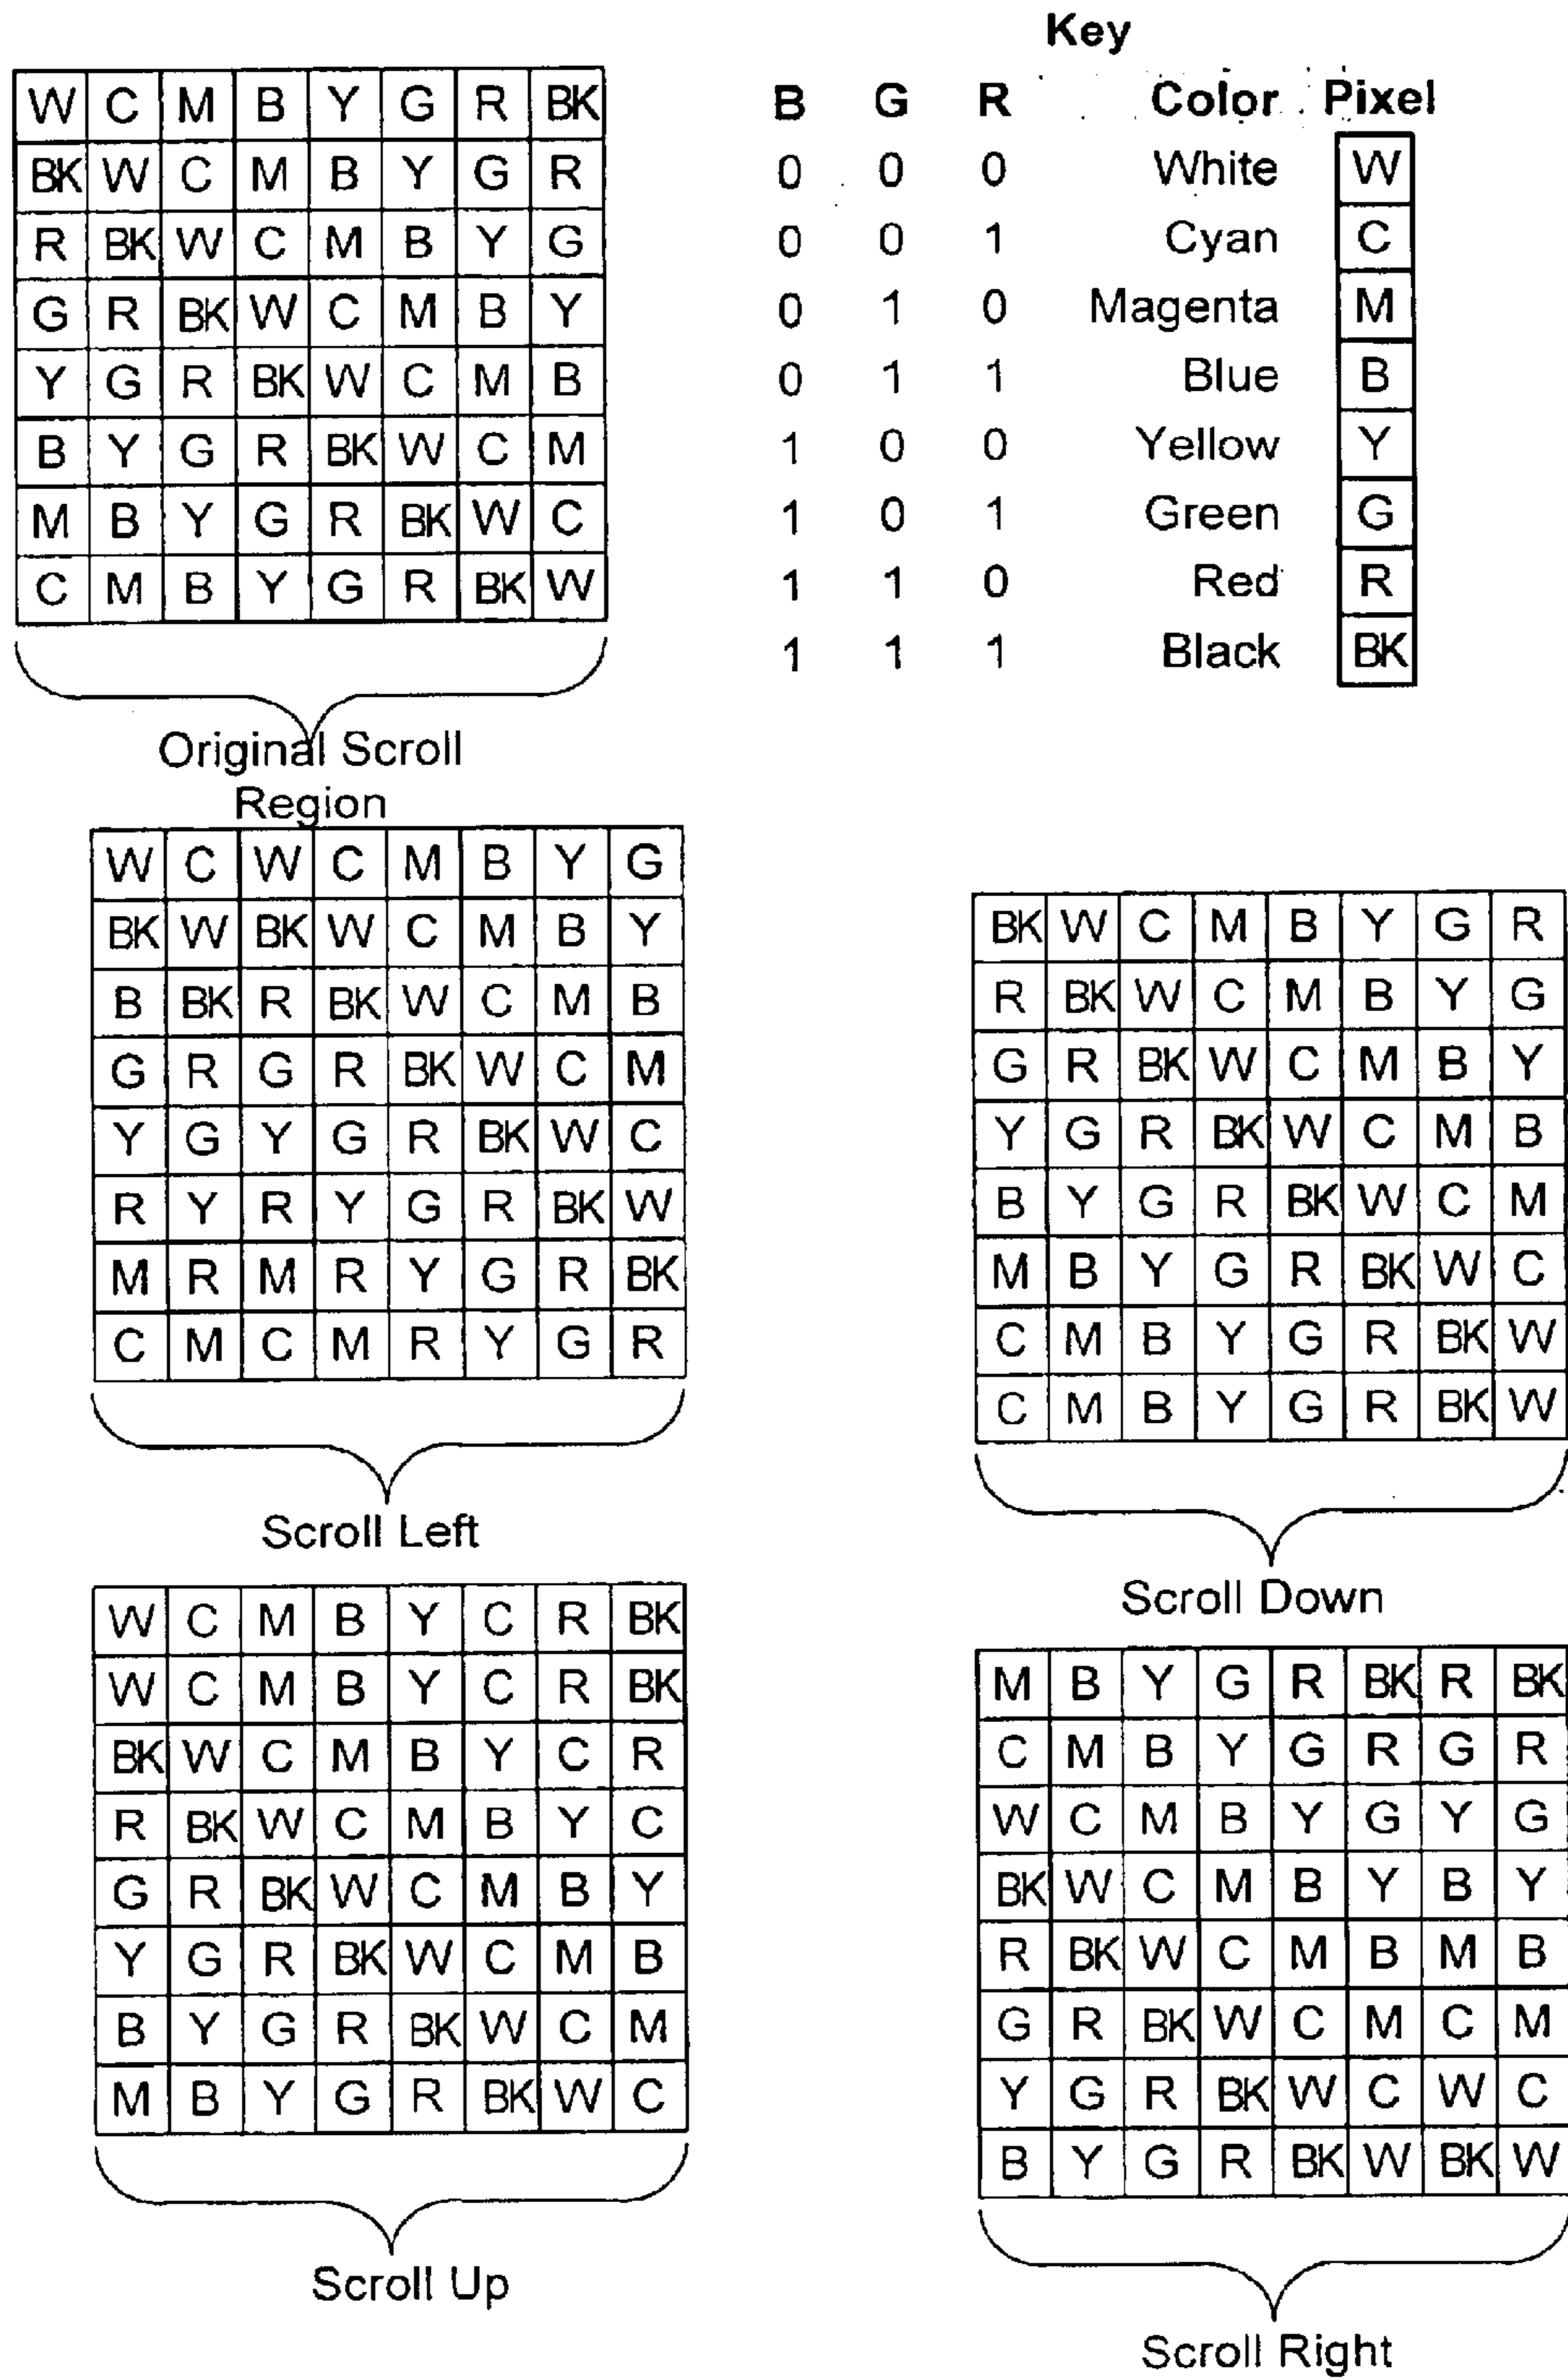 W C M B Y G R BK
BK W C M B Y G R
R BK W C M B Y G
G R BK W C M B Y
Y G R BK W C M B
B Y G R BK W C M
M B Y G R BK W C
C M B Y G R BK W
Original Scroll
Region
Key
B G R Color Pixel
0 0 0 White W
0 0 1 Cyan C
0 1 0 Magenta M
0 1 1 Blue B
1 0 0 Yellow Y
1 0 1 Green G
1 1 0 Red R
1 1 1 Black BK
W C W C M B Y G
BK W BK W C M B Y
B BK R BK W C M B
G R G R BK W C M
Y G Y G R BK W C
R Y R Y G R BK W
M R M R Y G R BK
C M C M R Y G R
Scroll Left
BK W C M B Y G R
R BK W C M B Y G
G R BK W C M B Y
Y G R BK W C M B
B Y G R BK W C M
M B Y G R BK W C
C M B Y G R BK W
C M B Y G R BK W
Scroll Down
W C M B Y C R BK
W C M B Y C R BK
BK W C M B Y C R
R BK W C M B Y C
G R BK W C M B Y
Y G R BK W C M B
B Y G R BK W C M
M B Y G R BK W C
Scroll Up
M B Y G R BK R BK
C M B Y G R G R
W C M B Y G Y G
BK W C M B Y B Y
R BK W C M B M B
G R BK W C M C M
Y G R BK W C W C
B Y G R BK W BK W
Scroll Right